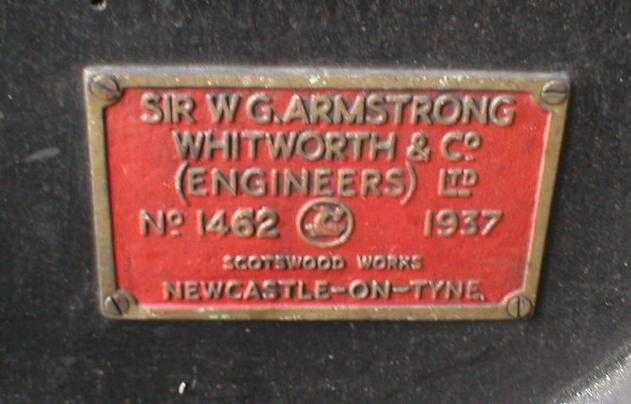 SIR W G. ARMSTRONG
WHITWORTH & Cº
(ENGINEERS) LTD
Nº 1462 1937
SCOTSWOOD WORKS
NEWCASTLE-ON-TYNE.